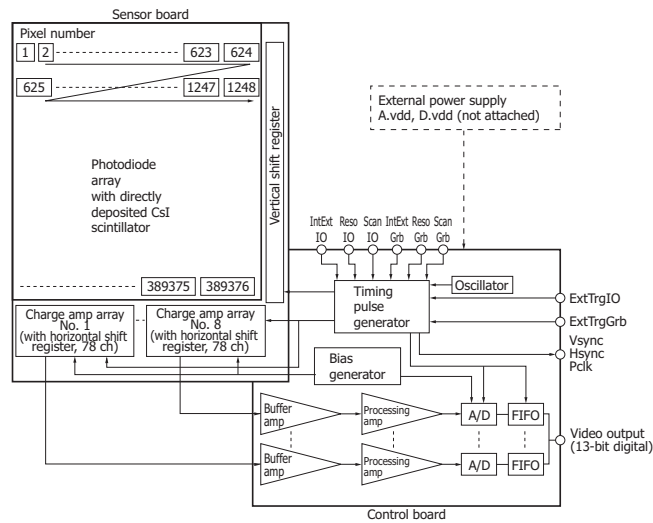 Sensor board
Pixel number
1 2 623 624
625 1247 1248
Photodiode
array
with directly
deposited CsI
scintillator
389375 389376
Vertical shift register
External power supply
A.vdd, D.vdd (not attached)
IntExt Reso Scan IntExt Reso Scan
IO IO IO Grb Grb Grb
Timing
pulse
generator
Oscillator
ExtTrgIO
ExtTrgGrb
Vsync
Hsync
Pclk
Charge amp array
No. 1
(with horizontal shift
register, 78 ch)
Charge amp array
No. 8
(with horizontal shift
register, 78 ch)
Bias
generator
Buffer
amp
Processing
amp
A/D
FIFO
Video output
(13-bit digital)
Buffer
amp
Processing
amp
A/D
FIFO
Control board